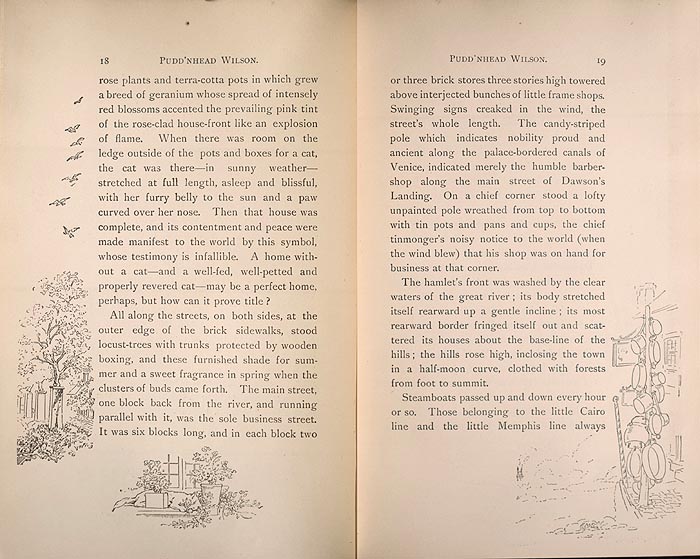 18 PUDD'NHEAD WILSON.
rose plants and terra-cotta pots in which grew
a breed of geranium whose spread of intensely
red blossoms accented the prevailing pink tint
of the rose-clad house-front like an explosion
of flame. When there was room on the
ledge outside of the pots and boxes for a cat,
the cat was there—in sunny weather—
stretched at full length, asleep and blissful,
with her furry belly to the sun and a paw
curved over her nose. Then that house was
complete, and its contentment and peace were
made manifest to the world by this symbol,
whose testimony is infallible. A home with-
out a cat—and a well-fed, well-petted and
properly revered cat—may be a perfect home,
perhaps, but how can it prove title ?
All along the streets, on both sides, at the
outer edge of the brick sidewalks, stood
locust-trees with trunks protected by wooden
boxing, and these furnished shade for sum-
mer and a sweet fragrance in spring when the
clusters of buds came forth. The main street,
one block back from the river, and running
parallel with it, was the sole business street.
It was six blocks long, and in each block two
PUDD'NHEAD WILSON. 19
or three brick stores three stories high towered
above interjected bunches of little frame shops.
Swinging signs creaked in the wind, the
street's whole length. The candy-striped
pole which indicates nobility proud and
ancient along the palace-bordered canals of
Venice, indicated merely the humble barber-
shop along the main street of Dawson's
Landing. On a chief corner stood a lofty
unpainted pole wreathed from top to bottom
with tin pots and pans and cups, the chief
tinmonger's noisy notice to the world (when
the wind blew) that his shop was on hand for
business at that corner.
The hamlet's front was washed by the clear
waters of the great river ; its body stretched
itself rearward up a gentle incline ; its most
rearward border fringed itself out and scat-
tered its houses about the base-line of the
hills ; the hills rose high, inclosing the town
in a half-moon curve, clothed with forests
from foot to summit.
Steamboats passed up and down every hour
or so. Those belonging to the little Cairo
line and the little Memphis line always